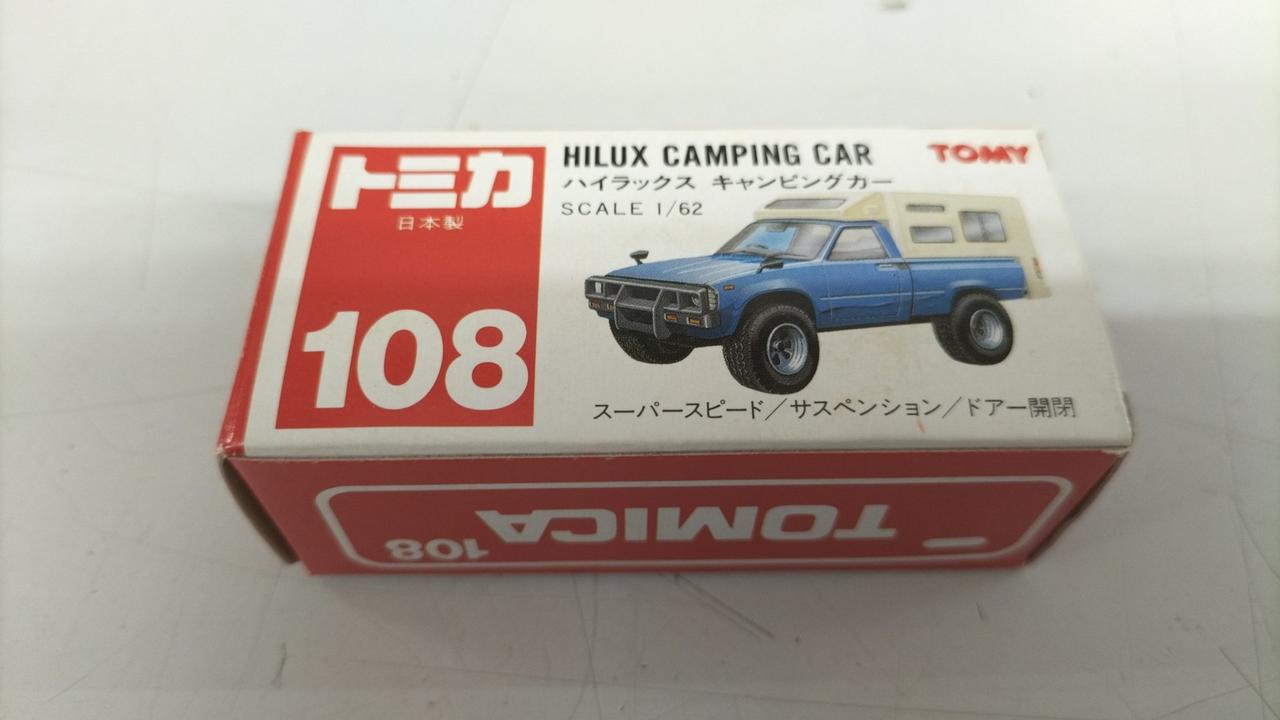 トミカ
日本製
108
HILUX CAMPING CAR
TOMY
ハイラックス キャンピングカー
SCALE 1/62
スーパースピード/サスペンション/ドアー開閉
TOMICA 108